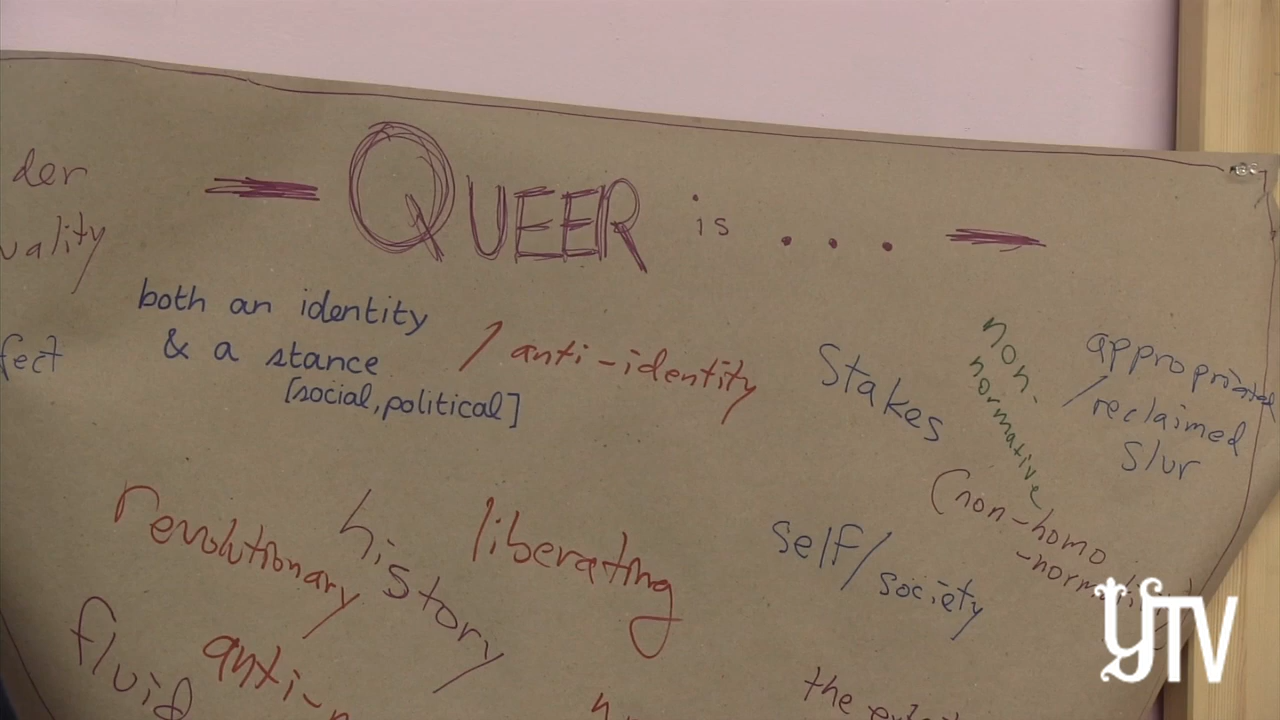 der
uality
fect
QUEER is ...
both an identity
& a stance
[social, political]
/ anti-identity
Stakes
non-
normative
appropriated
/ reclaimed
slur
(non-homo
revolutionary
history
liberating
self/
society
fluid
anti-
the
YTV